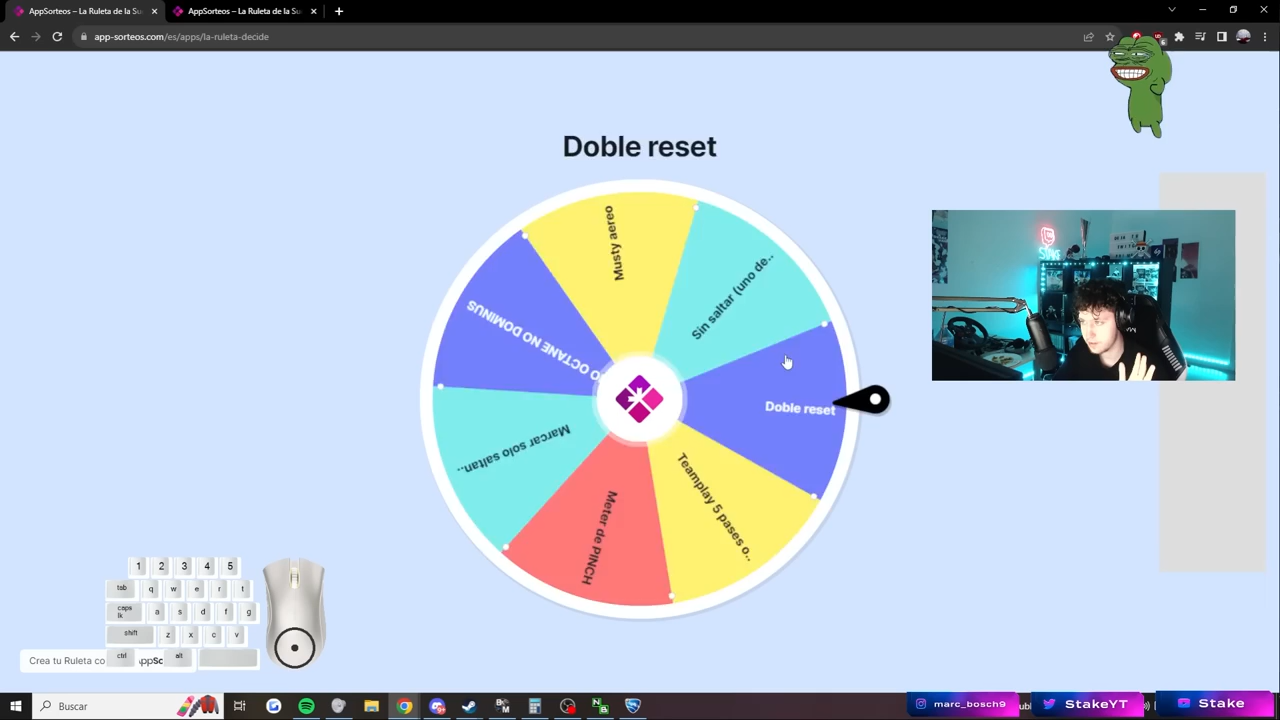 AppSorteos – La Ruleta de la Su
AppSorteos – La Ruleta de la Su
app-sorteos.com/es/apps/la-ruleta-decide
Doble reset
Musty aereo
Sin saltar (uno de..
O OCTANE NO DOMINUS
Doble reset
Marcar solo saltan..
Teamplay 5 pases o..
Meter de PINCH
1 2 3 4 5
tab q w e r t
caps lk a s d f g
shift z x c v
ctrl alt
Crea tu Ruleta co
Buscar
marc_bosch9
StakeYT
Stake